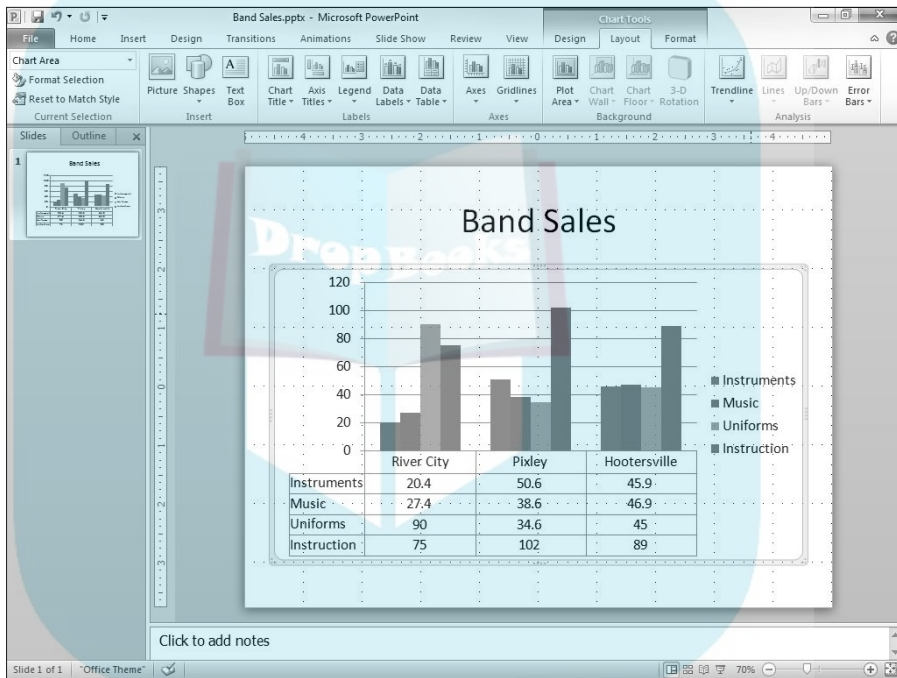 Band Sales.pptx - Microsoft PowerPoint
Chart Tools
File Home Insert Design Transitions Animations Slide Show Review View Design Layout Format
Chart Area
Format Selection
Reset to Match Style
Current Selection
Picture Shapes Text Box
Insert
Chart Title Axis Titles Legend Data Labels Data Table
Labels
Axes Gridlines
Axes
Plot Area Chart Wall Chart Floor 3-D Rotation
Background
Trendline Lines Up/Down Bars Error Bars
Analysis
Slides Outline
1
Band Sales
DropBooks
Band Sales
120
100
80
60
40
20
0
Instruments
Music
Uniforms
Instruction
River City Pixley Hootersville
Instruments 20.4 50.6 45.9
Music 27.4 38.6 46.9
Uniforms 90 34.6 45
Instruction 75 102 89
Click to add notes
Slide 1 of 1 "Office Theme" 70%